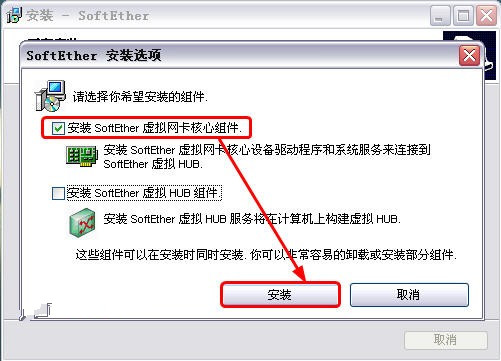 安装 - SoftEther
SoftEther 安装选项
请选择你希望安装的组件.
安装 SoftEther 虚拟网卡核心组件.
安装 SoftEther 虚拟网卡核心设备驱动程序和系统服务来连接到
SoftEther 虚拟 HUB.
安装 SoftEther 虚拟 HUB 组件.
安装 SoftEther 虚拟 HUB 服务将在计算机上构建虚拟 HUB.
这些组件可以在安装时同时安装. 你可以非常容易的卸载或安装部分组件.
安装
取消
取消